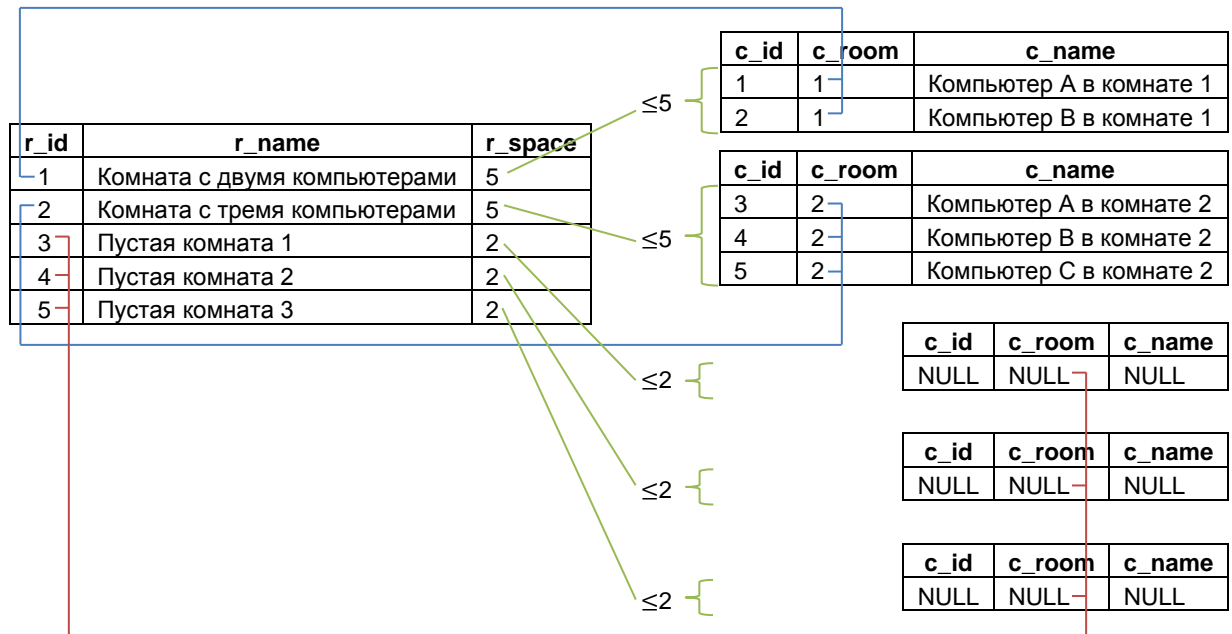 c_id c_room c_name
1 1 Компьютер A в комнате 1
2 1 Компьютер B в комнате 1
≤5
r_id r_name r_space
1 Комната с двумя компьютерами 5
2 Комната с тремя компьютерами 5
3 Пустая комната 1 2
4 Пустая комната 2 2
5 Пустая комната 3 2
c_id c_room c_name
3 2 Компьютер A в комнате 2
4 2 Компьютер B в комнате 2
5 2 Компьютер C в комнате 2
≤5
c_id c_room c_name
NULL NULL NULL
≤2
c_id c_room c_name
NULL NULL NULL
≤2
c_id c_room c_name
NULL NULL NULL
≤2